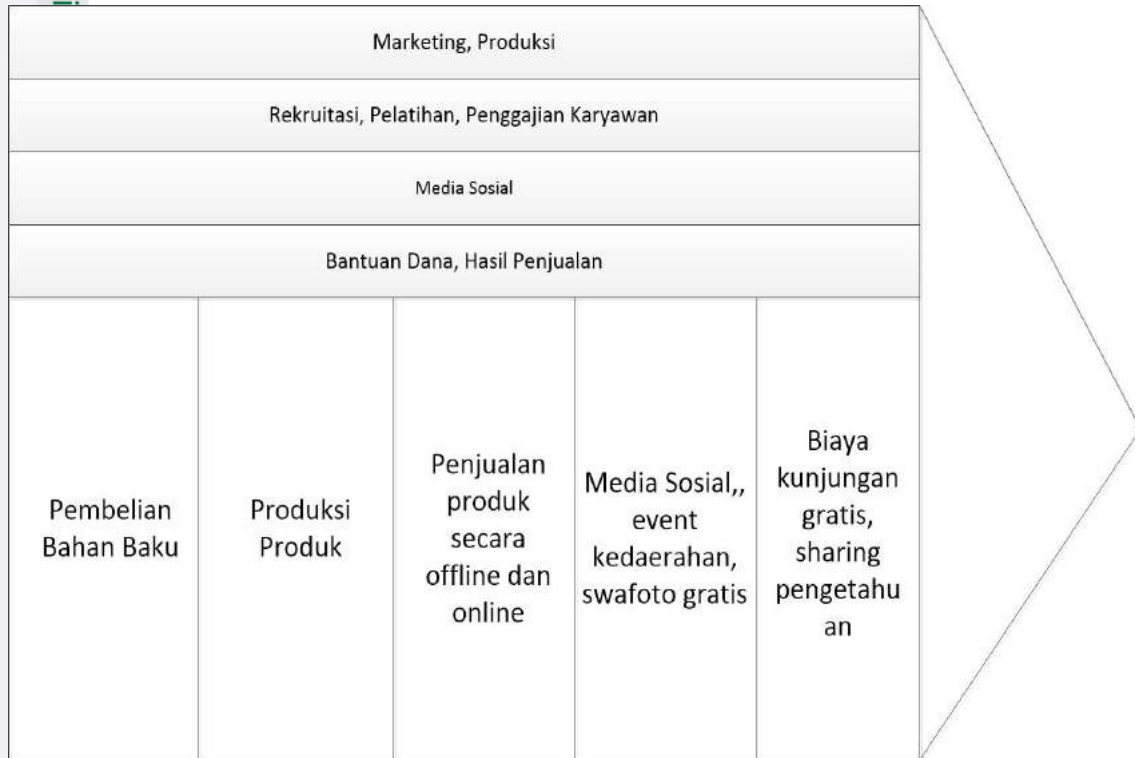 Marketing, Produksi
Rekruitasi, Pelatihan, Penggajian Karyawan
Media Sosial
Bantuan Dana, Hasil Penjualan
Pembelian
Bahan Baku
Produksi
Produk
Penjualan
produk
secara
offline dan
online
Media Sosial,,
event
kedaerahan,
swafoto gratis
Biaya
kunjungan
gratis,
sharing
pengetahu
an